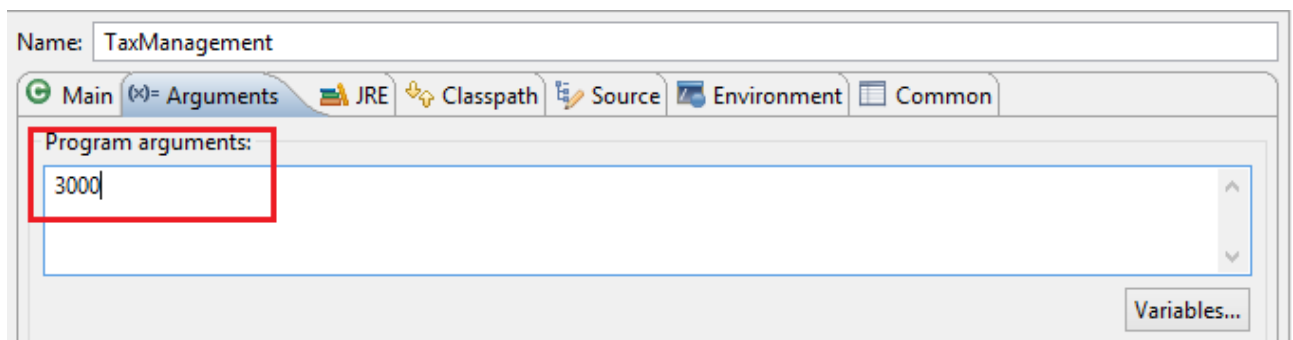 Name: TaxManagement
Main (x)= Arguments JRE Classpath Source Environment Common
Program arguments:
3000
Variables...